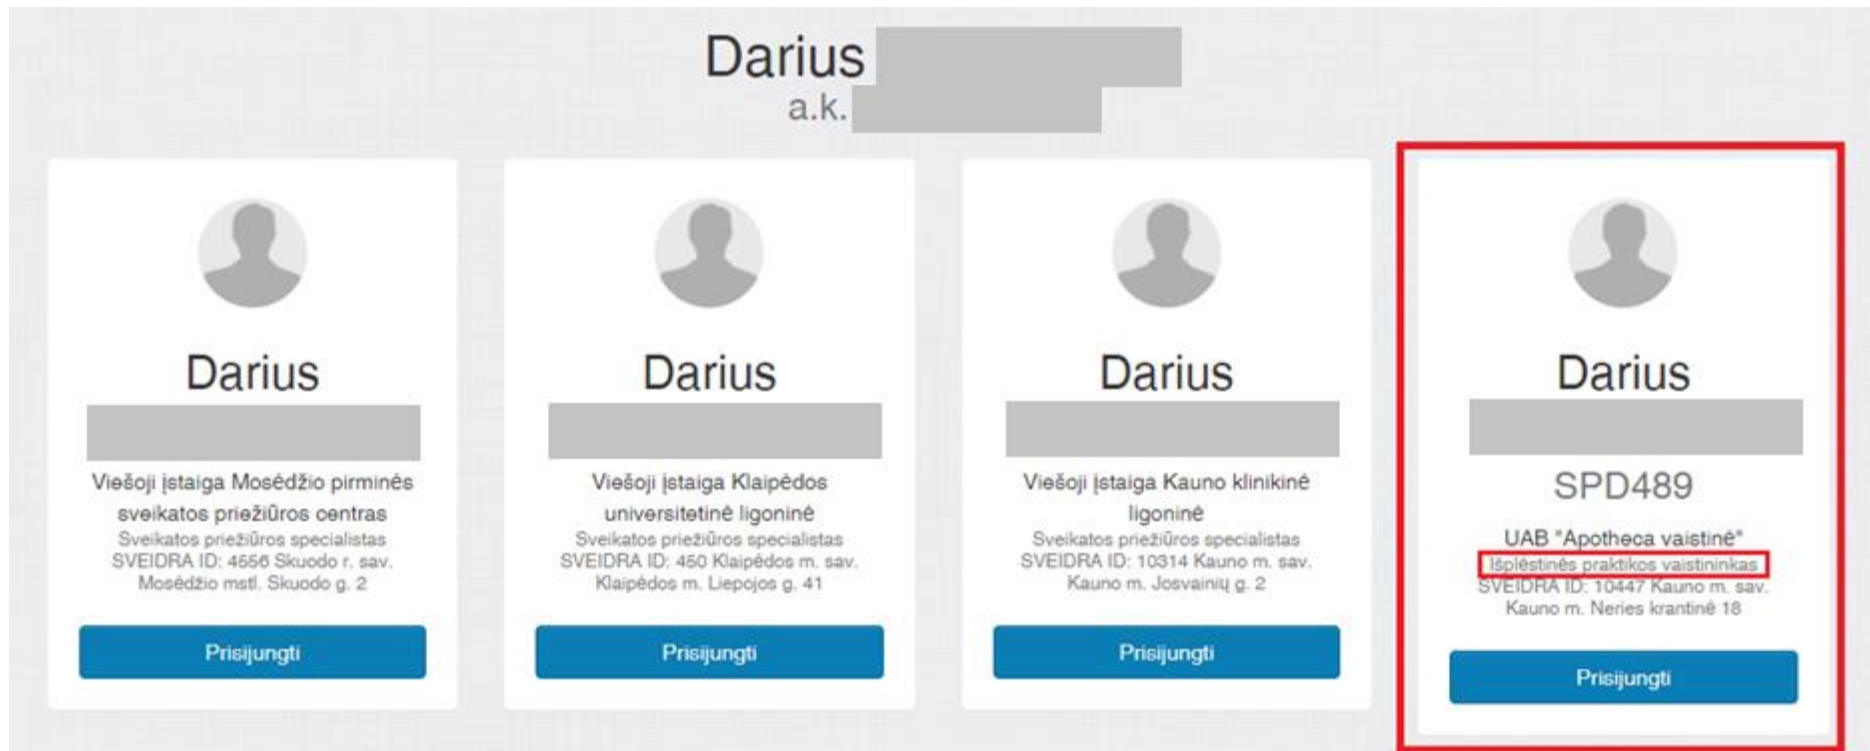 Darius
a.k.
Darius
Viešoji įstaiga Mosėdžio pirminės
sveikatos priežiūros centras
Sveikatos priežiūros specialistas
SVEIDRA ID: 4556 Skuodo r. sav.
Mosėdžio mstl. Skuodo g. 2
Prisijungti
Darius
Viešoji įstaiga Klaipėdos
universitetinė ligoninė
Sveikatos priežiūros specialistas
SVEIDRA ID: 450 Klaipėdos m. sav.
Klaipėdos m. Liepojos g. 41
Prisijungti
Darius
Viešoji įstaiga Kauno klinikinė
ligoninė
Sveikatos priežiūros specialistas
SVEIDRA ID: 10314 Kauno m. sav.
Kauno m. Josvainių g. 2
Prisijungti
Darius
SPD489
UAB "Apotheca vaistinė"
Išplėstinės praktikos vaistininkas
SVEIDRA ID: 10447 Kauno m. sav.
Kauno m. Neries krantinė 18
Prisijungti